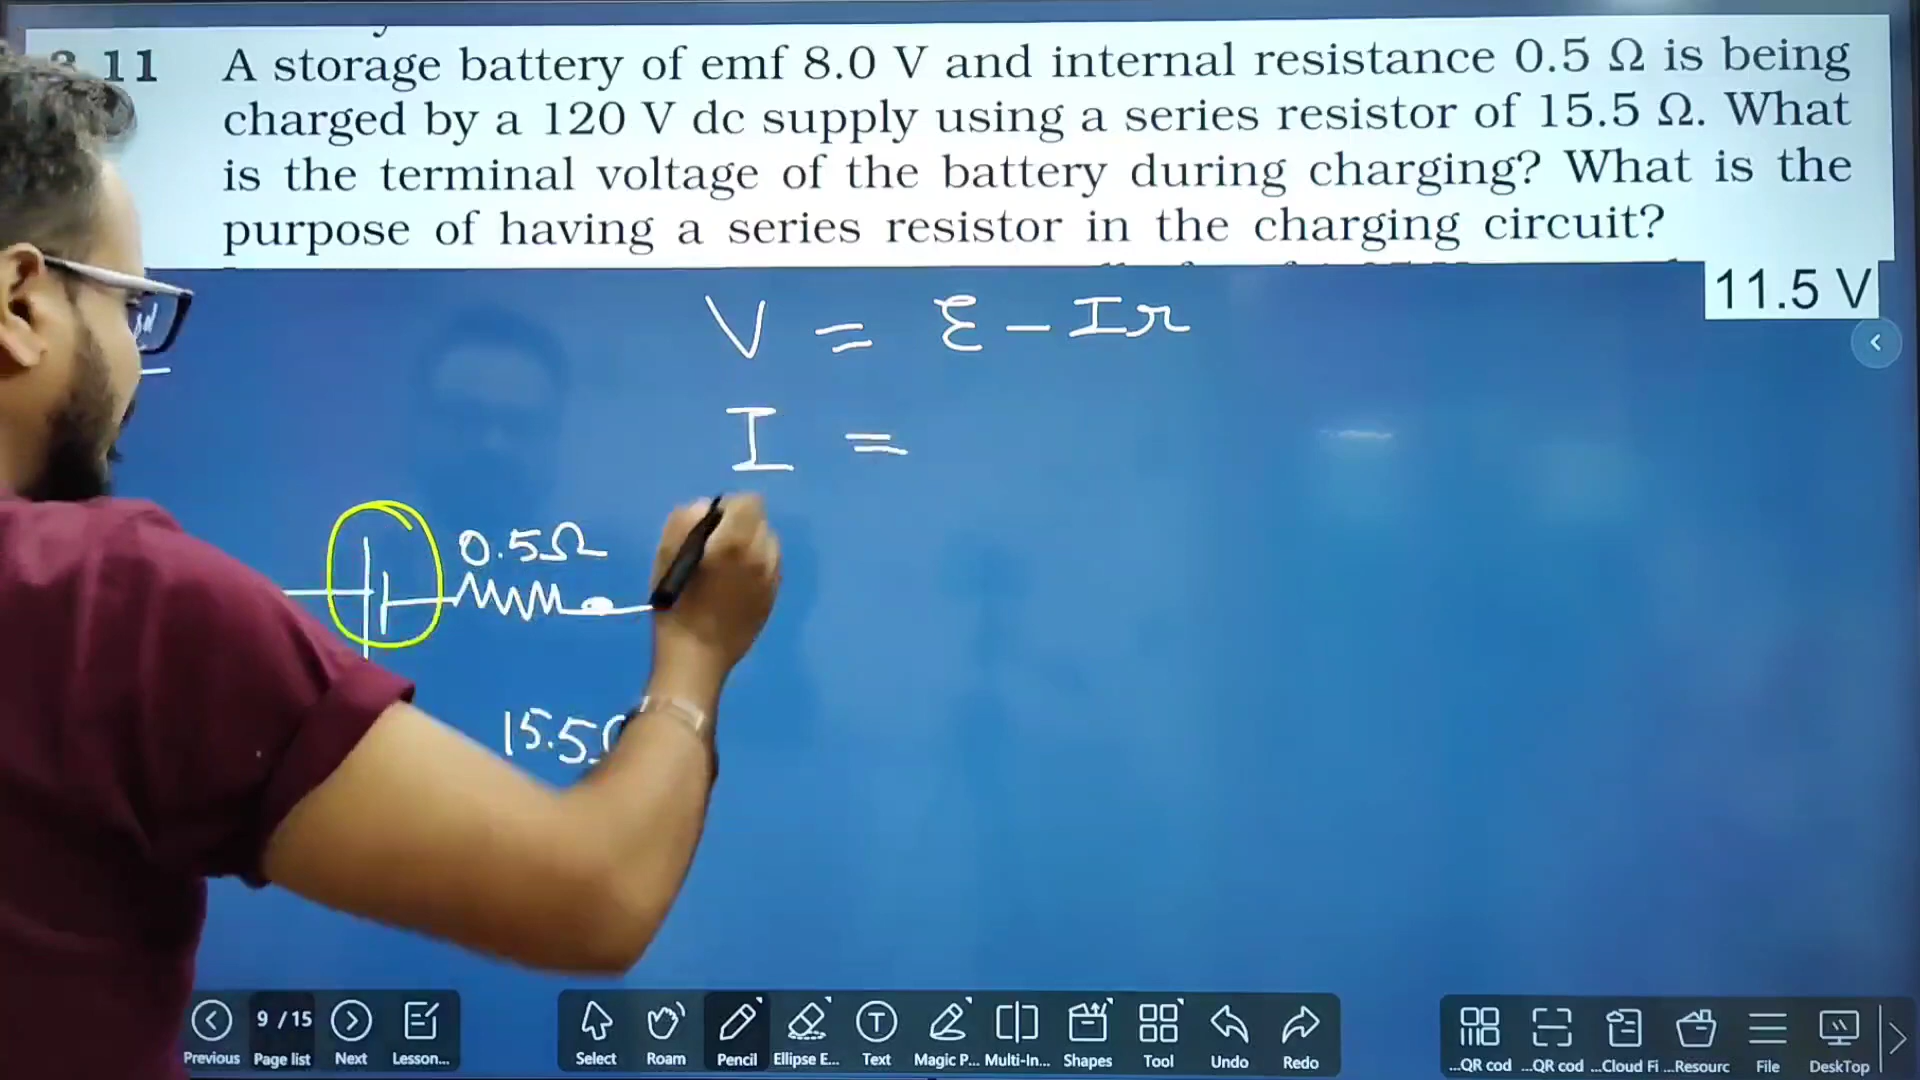 11 A storage battery of emf 8.0 V and internal resistance 0.5 Ω is being
charged by a 120 V dc supply using a series resistor of 15.5 Ω. What
is the terminal voltage of the battery during charging? What is the
purpose of having a series resistor in the charging circuit?
11.5 V
V = ε - Ir
I =
0.5Ω
15.5
9 / 15
Previous Page list Next Lesson...
Select Roam Pencil Ellipse E... Text Magic P... Multi-In... Shapes Tool Undo Redo
...QR cod ...QR cod ...Cloud Fi ...Resourc File DeskTop